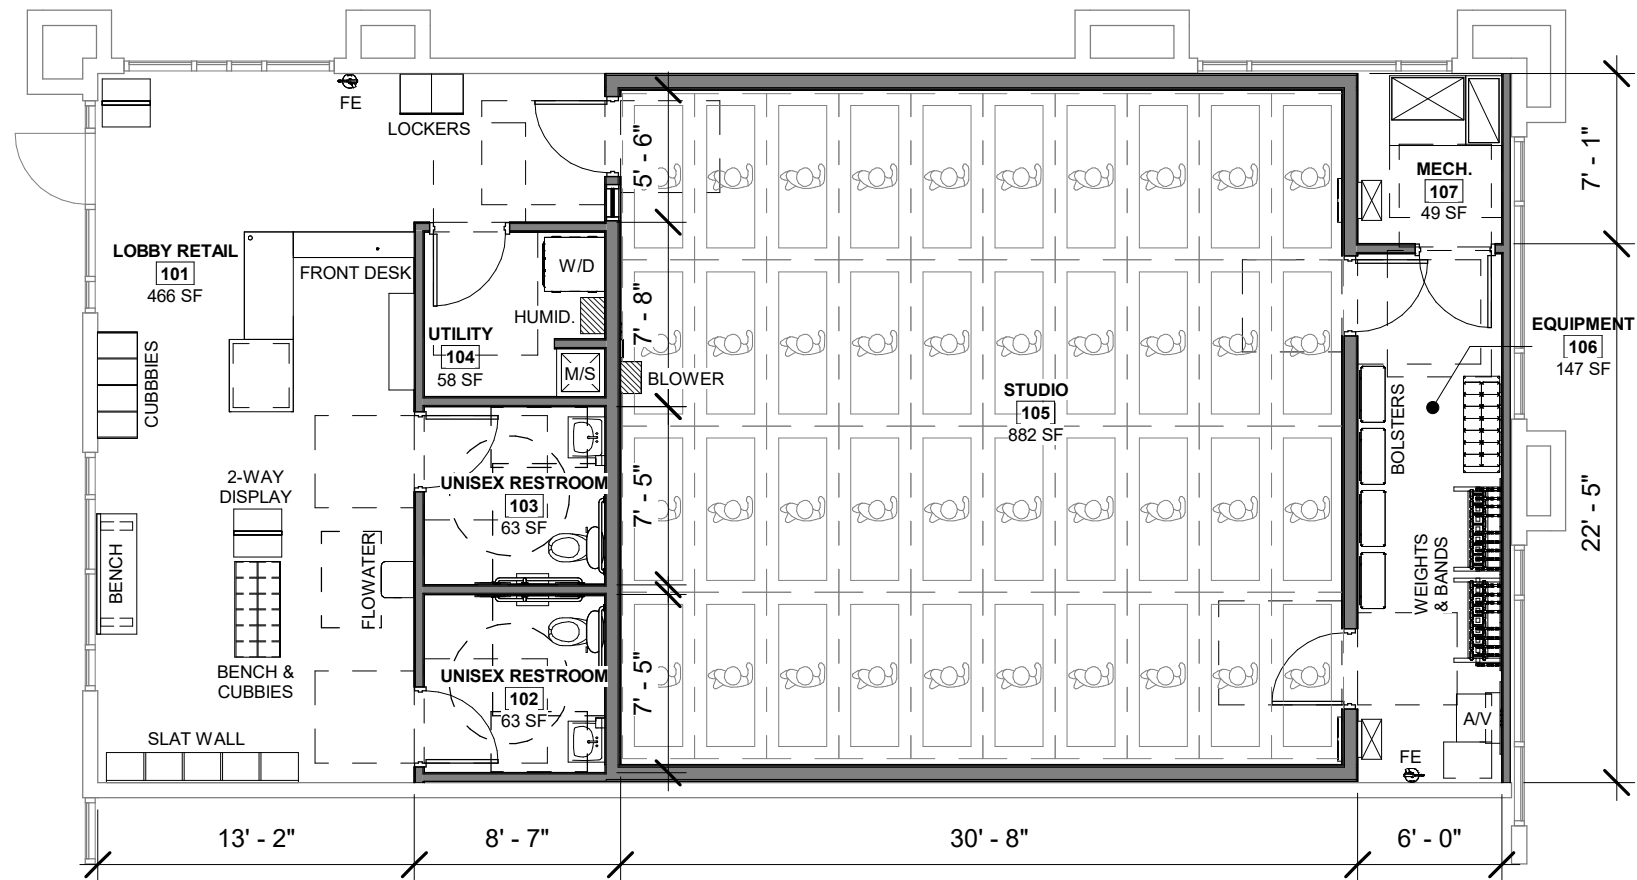 FE
LOCKERS
5' - 6"
7' - 1"
MECH.
107
49 SF
LOBBY RETAIL
101
466 SF
FRONT DESK
W/D
HUMID.
UTILITY
104
58 SF
M/S
7' - 8"
BLOWER
EQUIPMENT
106
147 SF
CUBBBIES
STUDIO
105
882 SF
BOLSTERS
2-WAY
DISPLAY
UNISEX RESTROOM
103
63 SF
7' - 5"
22' - 5"
BENCH
FLOWATER
WEIGHTS
& BANDS
BENCH &
CUBBIES
UNISEX RESTROOM
102
63 SF
7' - 5"
SLAT WALL
A/V
FE
13' - 2"
8' - 7"
30' - 8"
6' - 0"